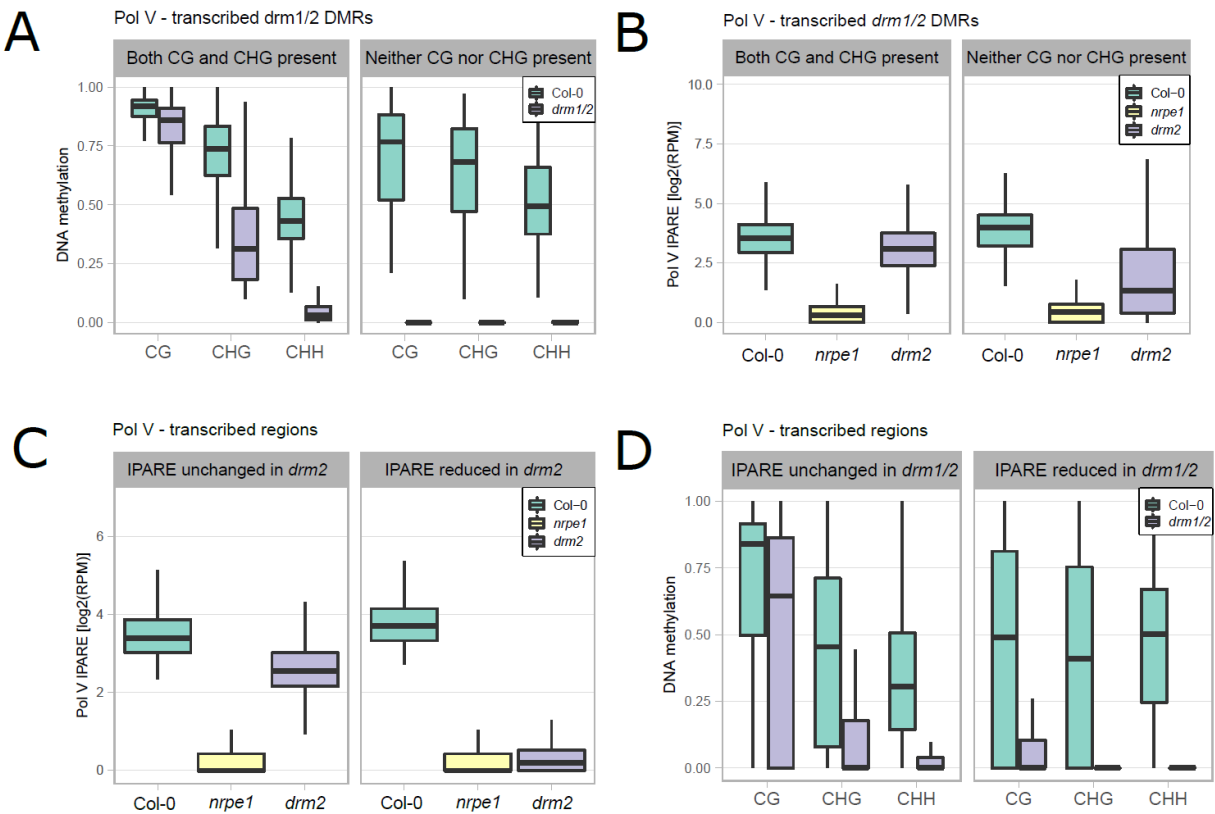 A
Pol V - transcribed drm1/2 DMRs
Both CG and CHG present
Neither CG nor CHG present
DNA methylation
1.00
0.75
0.50
0.25
0.00
Col-0
drm1/2
CG CHG CHH
CG CHG CHH
B
Pol V - transcribed drm1/2 DMRs
Both CG and CHG present
Neither CG nor CHG present
Pol V IPARE [log2(RPM)]
10.0
7.5
5.0
2.5
0.0
Col−0
nrpe1
drm2
Col-0 nrpe1 drm2
Col-0 nrpe1 drm2
C
Pol V - transcribed regions
IPARE unchanged in drm2
IPARE reduced in drm2
Pol V IPARE [log2(RPM)]
6
4
2
0
Col−0
nrpe1
drm2
Col-0 nrpe1 drm2
Col-0 nrpe1 drm2
D
Pol V - transcribed regions
IPARE unchanged in drm1/2
IPARE reduced in drm1/2
DNA methylation
1.00
0.75
0.50
0.25
0.00
Col−0
drm1/2
CG CHG CHH
CG CHG CHH